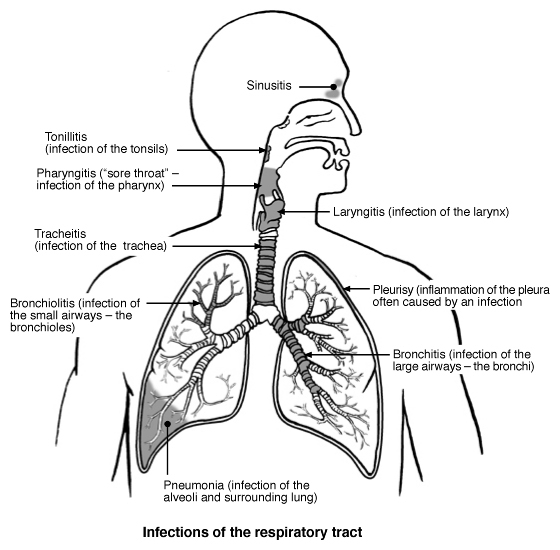 Sinusitis
Tonillitis
(infection of the tonsils)
Pharyngitis (“sore throat” –
infection of the pharynx)
Laryngitis (infection of the larynx)
Tracheitis
(infection of the trachea)
Pleurisy (inflammation of the pleura
often caused by an infection
Bronchiolitis (infection of
the small airways – the
bronchioles)
Bronchitis (infection of the
large airways – the bronchi)
Pneumonia (infection of the
alveoli and surrounding lung)
Infections of the respiratory tract